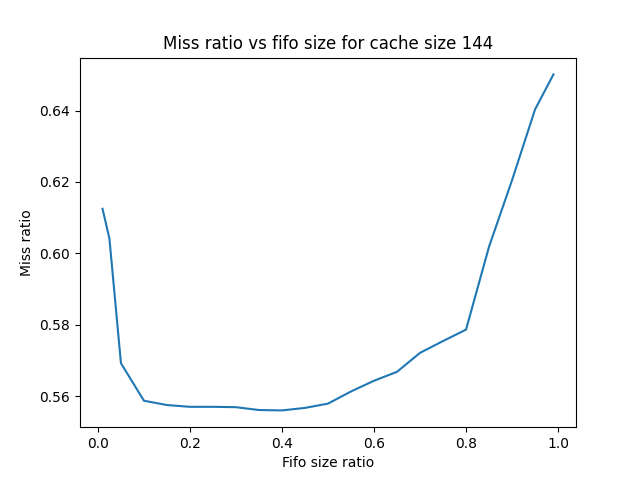 Miss ratio vs fifo size for cache size 144
Miss ratio
0.64
0.62
0.60
0.58
0.56
0.0 0.2 0.4 0.6 0.8 1.0
Fifo size ratio